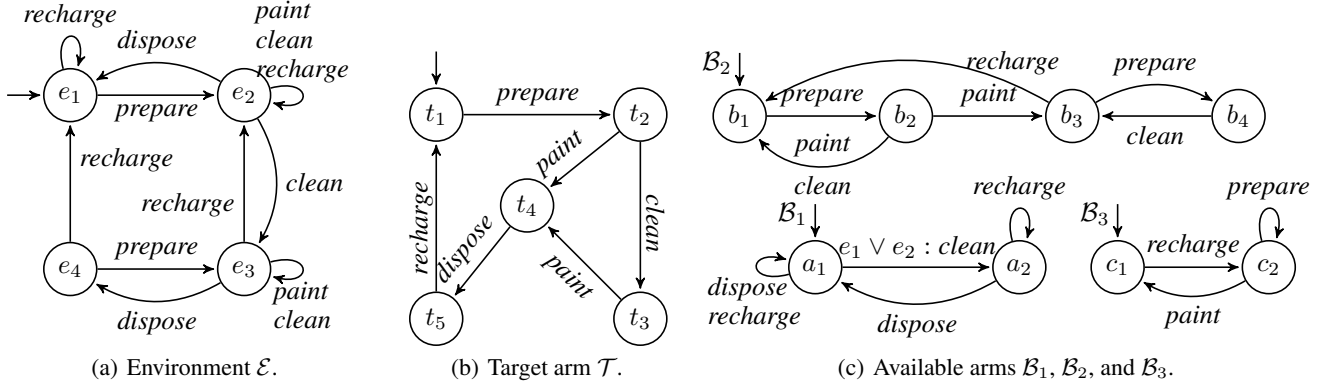 recharge
dispose
paint
clean
recharge
e₁
prepare
e₂
recharge
clean
recharge
e₄
prepare
e₃
paint
clean
dispose
(a) Environment 𝓔.
t₁
prepare
t₂
paint
t₄
clean
recharge
dispose
paint
t₅
t₃
(b) Target arm 𝒯.
𝓑₂
recharge
prepare
b₁
prepare
b₂
paint
b₃
b₄
paint
clean
clean
recharge
prepare
𝓑₁
𝓑₃
a₁
e₁ ∨ e₂ : clean
a₂
c₁
recharge
c₂
dispose
recharge
dispose
paint
(c) Available arms 𝓑₁, 𝓑₂, and 𝓑₃.